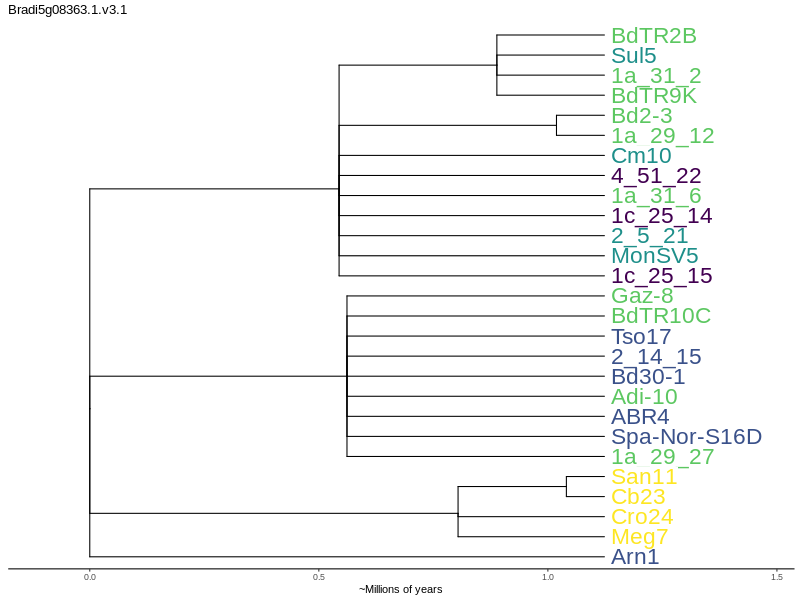 Bradi5g08363.1.v3.1
BdTR2B
Sul5
1a_31_2
BdTR9K
Bd2-3
1a_29_12
Cm10
4_51_22
1a_31_6
1c_25_14
2_5_21
MonSV5
1c_25_15
Gaz-8
BdTR10C
Tso17
2_14_15
Bd30-1
Adi-10
ABR4
Spa-Nor-S16D
1a_29_27
San11
Cb23
Cro24
Meg7
Arn1
0.0 0.5 1.0 1.5
~Millions of years